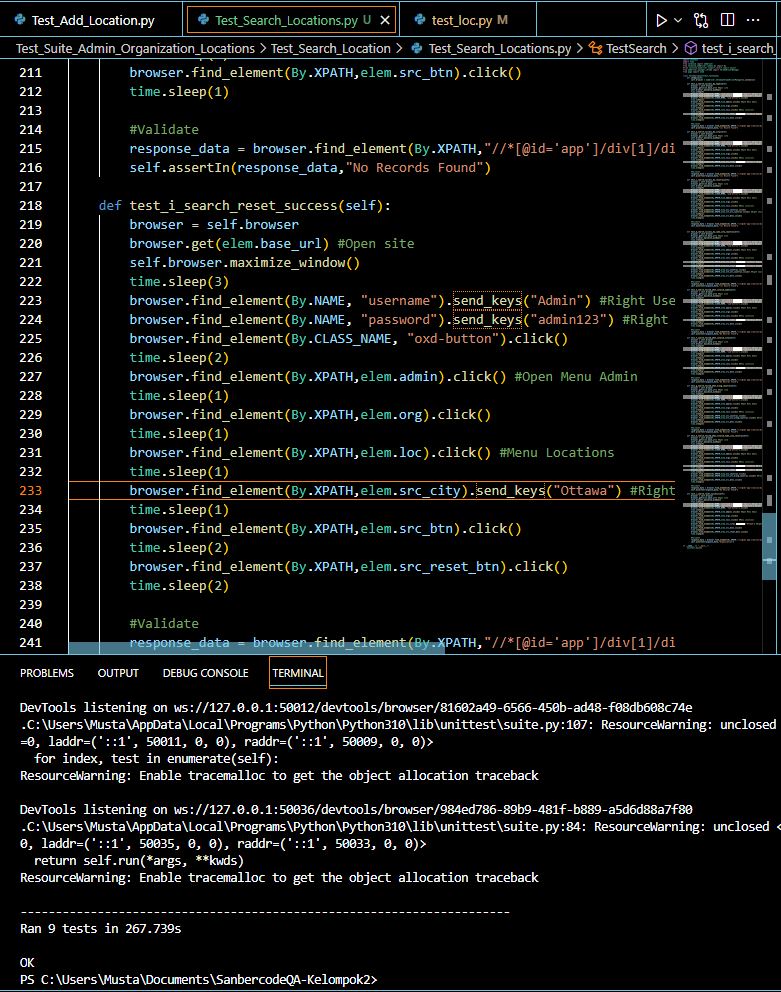 Test_Add_Location.py Test_Search_Locations.py U test_loc.py M
Test_Suite_Admin_Organization_Locations > Test_Search_Location > Test_Search_Locations.py > TestSearch > test_i_search_
211 browser.find_element(By.XPATH,elem.src_btn).click()
212 time.sleep(1)
213
214 #Validate
215 response_data = browser.find_element(By.XPATH,"//*[@id='app']/div[1]/di
216 self.assertIn(response_data,"No Records Found")
217
218 def test_i_search_reset_success(self):
219 browser = self.browser
220 browser.get(elem.base_url) #Open site
221 self.browser.maximize_window()
222 time.sleep(3)
223 browser.find_element(By.NAME, "username").send_keys("Admin") #Right Use
224 browser.find_element(By.NAME, "password").send_keys("admin123") #Right
225 browser.find_element(By.CLASS_NAME, "oxd-button").click()
226 time.sleep(2)
227 browser.find_element(By.XPATH,elem.admin).click() #Open Menu Admin
228 time.sleep(1)
229 browser.find_element(By.XPATH,elem.org).click()
230 time.sleep(1)
231 browser.find_element(By.XPATH,elem.loc).click() #Menu Locations
232 time.sleep(1)
233 browser.find_element(By.XPATH,elem.src_city).send_keys("Ottawa") #Right
234 time.sleep(1)
235 browser.find_element(By.XPATH,elem.src_btn).click()
236 time.sleep(2)
237 browser.find_element(By.XPATH,elem.src_reset_btn).click()
238 time.sleep(2)
239
240 #Validate
241 response_data = browser.find_element(By.XPATH,"//*[@id='app']/div[1]/di
PROBLEMS OUTPUT DEBUG CONSOLE TERMINAL
DevTools listening on ws://127.0.0.1:50012/devtools/browser/81602a49-6566-450b-ad48-f08db608c74e
.C:\Users\Musta\AppData\Local\Programs\Python\Python310\lib\unittest\suite.py:107: ResourceWarning: unclosed
=0, laddr=('::1', 50011, 0, 0), raddr=('::1', 50009, 0, 0)>
for index, test in enumerate(self):
ResourceWarning: Enable tracemalloc to get the object allocation traceback
DevTools listening on ws://127.0.0.1:50036/devtools/browser/984ed786-89b9-481f-b889-a5d6d88a7f80
.C:\Users\Musta\AppData\Local\Programs\Python\Python310\lib\unittest\suite.py:84: ResourceWarning: unclosed <
0, laddr=('::1', 50035, 0, 0), raddr=('::1', 50033, 0, 0)>
return self.run(*args, **kwds)
ResourceWarning: Enable tracemalloc to get the object allocation traceback
----------------------------------------------------------------------
Ran 9 tests in 267.739s
OK
PS C:\Users\Musta\Documents\SanbercodeQA-Kelompok2>